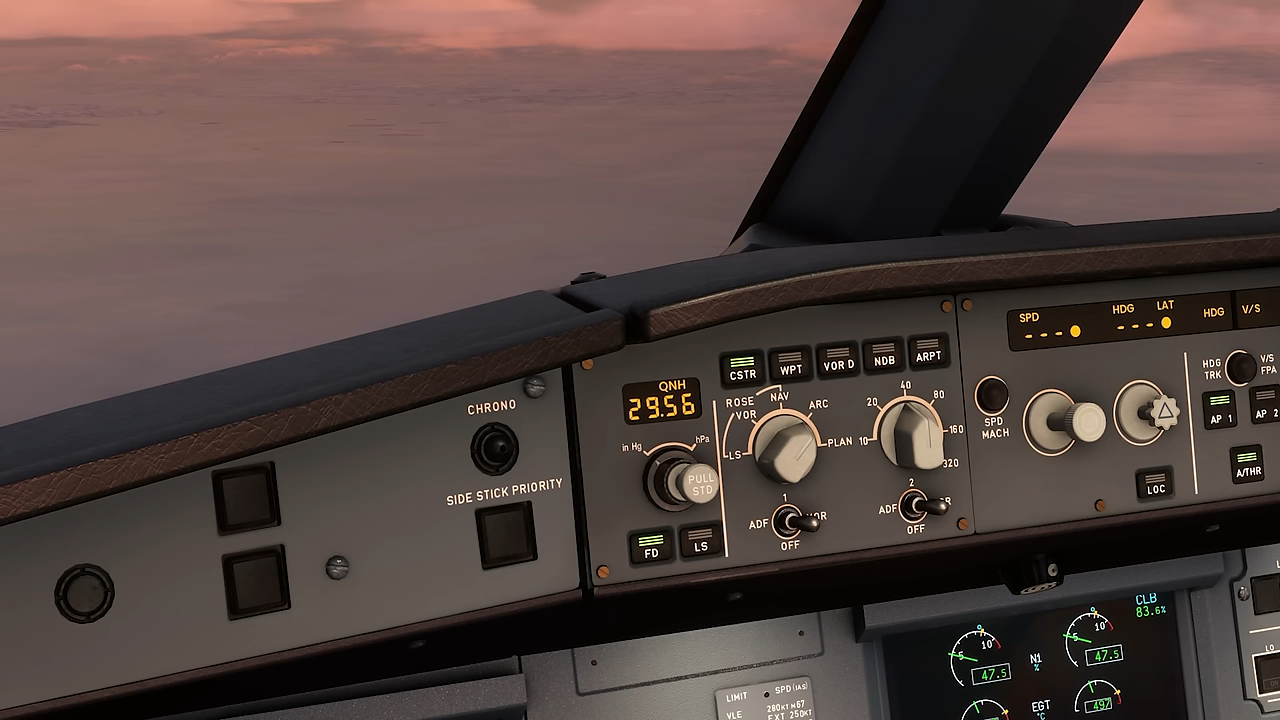 SPD
HDG
LAT
HDG
V/S
CSTR
WPT
VOR D
NDB
ARPT
QNH
29.56
CHRONO
SIDE STICK PRIORITY
in Hg
hPa
PULL
STD
FD
LS
ROSE
VOR
NAV
ARC
LS
PLAN
10
20
40
80
160
320
1
ADF
VOR
OFF
2
ADF
OFF
SPD
MACH
HDG
TRK
V/S
FPA
AP 1
AP 2
A/THR
LOC
CLB
83.6%
5
10
47.5
N1
%
5
10
47.5
EGT
°C
497
LIMIT
SPD (IAS)
280KT M67
VLE
EXT 250KT
LO